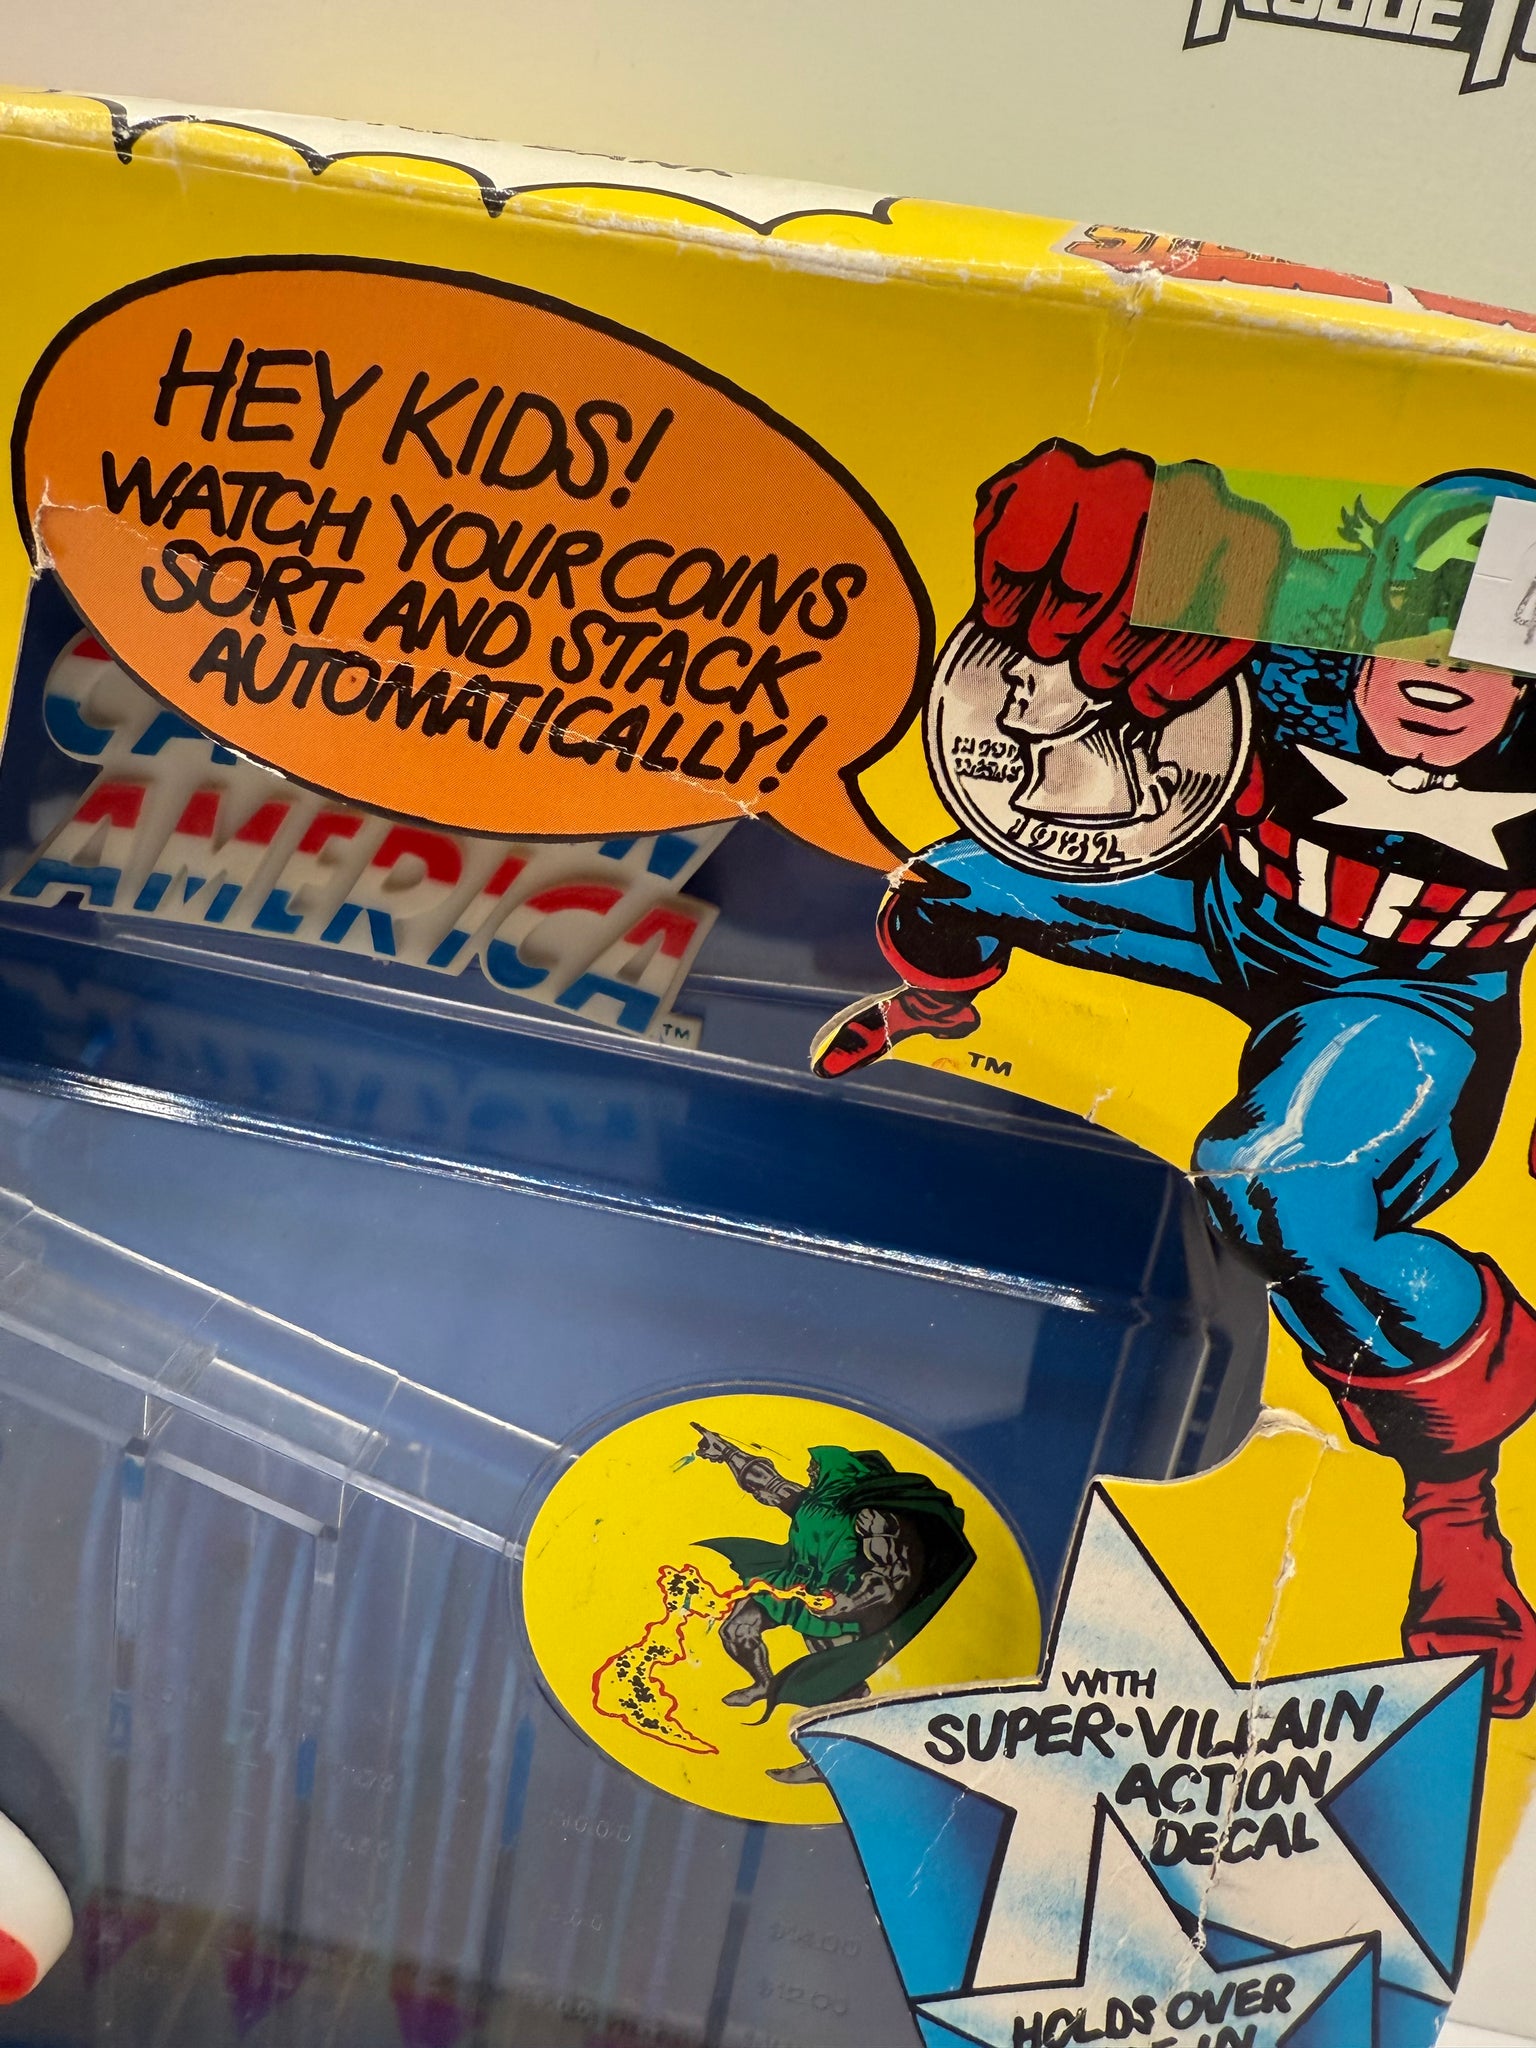 HEY KIDS!
WATCH YOUR COINS
SORT AND STACK
AUTOMATICALLY!
AMERICA
TM
TM
WITH
SUPER-VILLAIN
ACTION
DECAL
HOLDS OVER